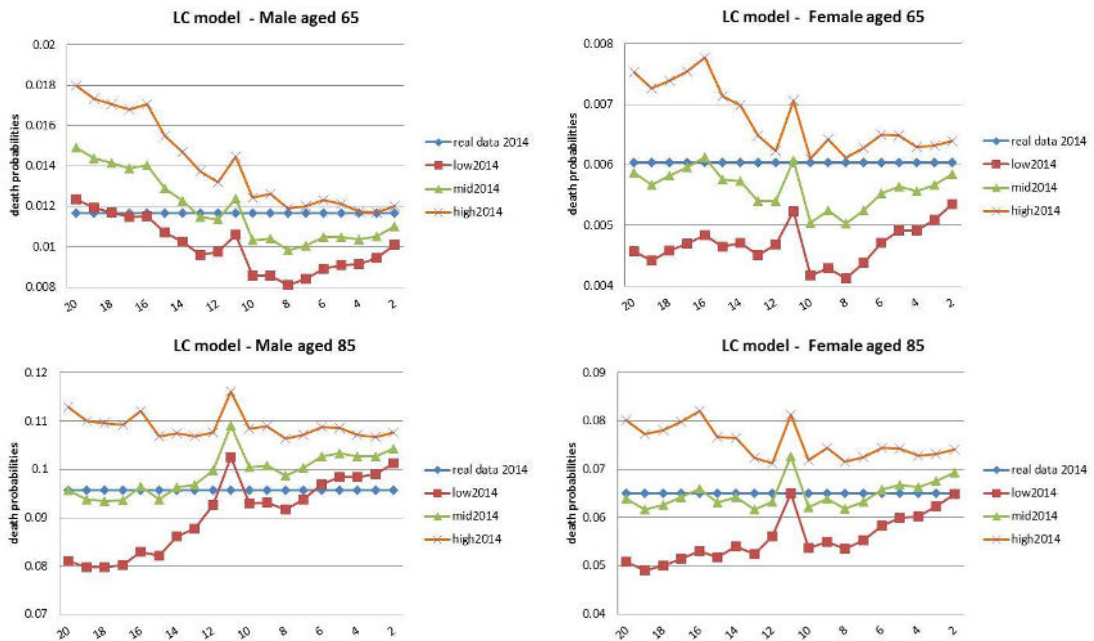 LC model - Male aged 65
0.02
0.018
0.016
0.014
0.012
0.01
0.008
death probabilities
20 18 16 14 12 10 8 6 4 2
real data 2014
low2014
mid2014
high2014
LC model - Female aged 65
0.008
0.007
0.006
0.005
0.004
death probabilities
20 18 16 14 12 10 8 6 4 2
real data 2014
low2014
mid2014
high2014
LC model - Male aged 85
0.12
0.11
0.1
0.09
0.08
0.07
death probabilities
20 18 16 14 12 10 8 6 4 2
real data 2014
low2014
mid2014
high2014
LC model - Female aged 85
0.09
0.08
0.07
0.06
0.05
0.04
death probabilities
20 18 16 14 12 10 8 6 4 2
real data 2014
low2014
mid2014
high2014